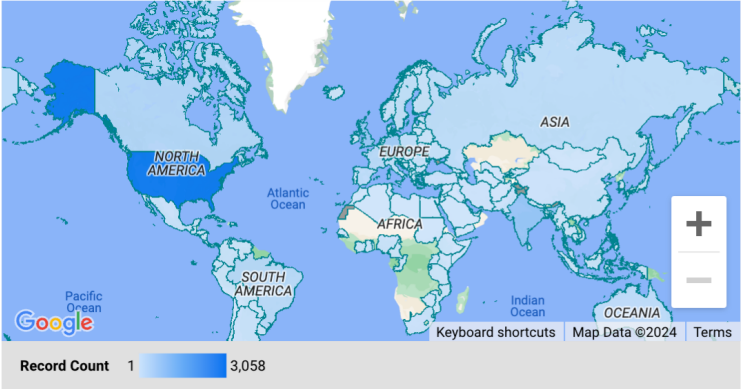 ASIA
NORTH
AMERICA
EUROPE
Atlantic
Ocean
AFRICA
SOUTH
AMERICA
Pacific
Ocean
Indian
Ocean
OCEANIA
Google
Keyboard shortcuts
Map Data ©2024
Terms
Record Count
1
3,058